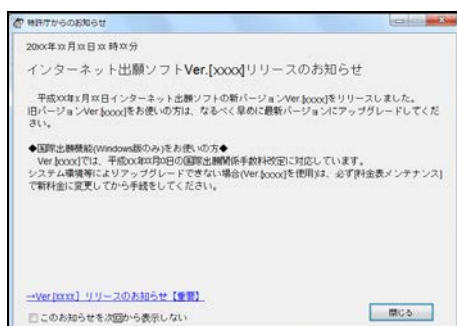 特許庁からのお知らせ
20xx年xx月xx日xx時xx分
インターネット出願ソフトVer.[xxxx]リリースのお知らせ
平成xx年x月xx日インターネット出願ソフトの新バージョンVer.[xxxx]をリリースしました。
旧バージョンVer.[xxxx]をお使いの方は、なるべく早めに最新バージョンにアップグレードしてくだ
さい。
◆国際出願機能(Windows版のみ)をお使いの方◆
Ver.[xxxx]では、平成xx年xx月xx日の国際出願関係手数料改定に対応しています。
システム環境等によりアップグレードできない場合(Ver.[xxxx]を使用)は、必ず[料金表メンテナンス]
で新料金に変更してから手続をしてください。
→Ver.[xxxx] リリースのお知らせ【重要】
このお知らせを次回から表示しない
閉じる